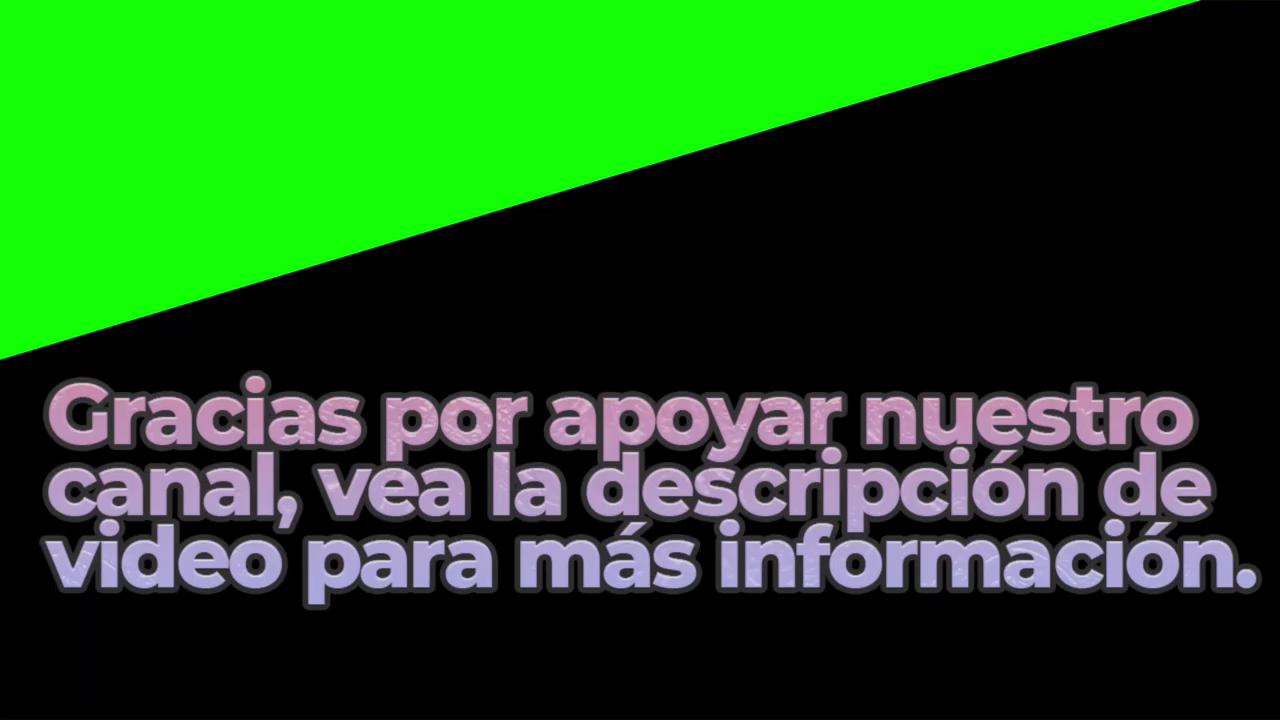 Gracias por apoyar nuestro
canal, vea la descripción de
video para más información.